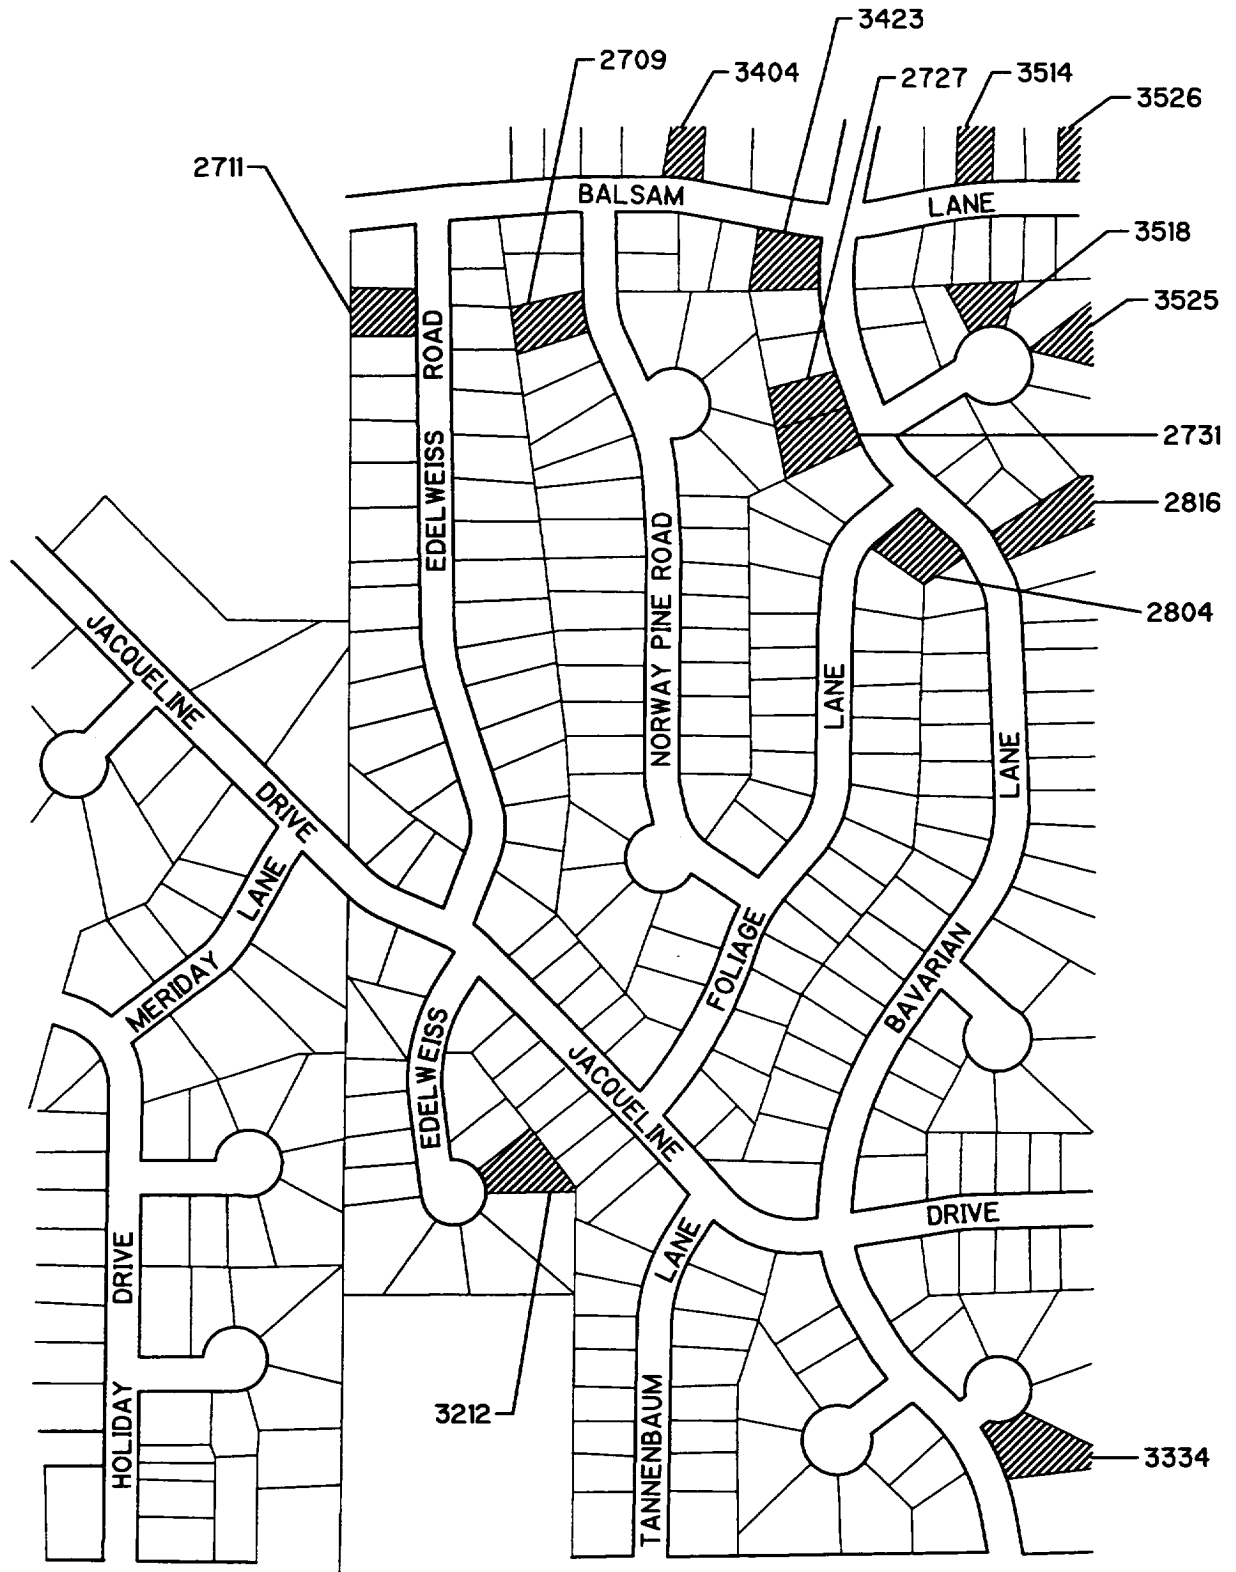 3423
2709
3404
2727
3514
3526
2711
BALSAM
LANE
3518
3525
EDELWEISS ROAD
EDELWEISS
2731
2816
NORWAY PINE ROAD
2804
JACQUELINE
LANE
LANE
DRIVE
LANE
MERIDAY
FOLIAGE
BAVARIAN
EDELWEISS
JACQUELINE
DRIVE
DRIVE
LANE
HOLIDAY
TANNENBAUM
3212
3334